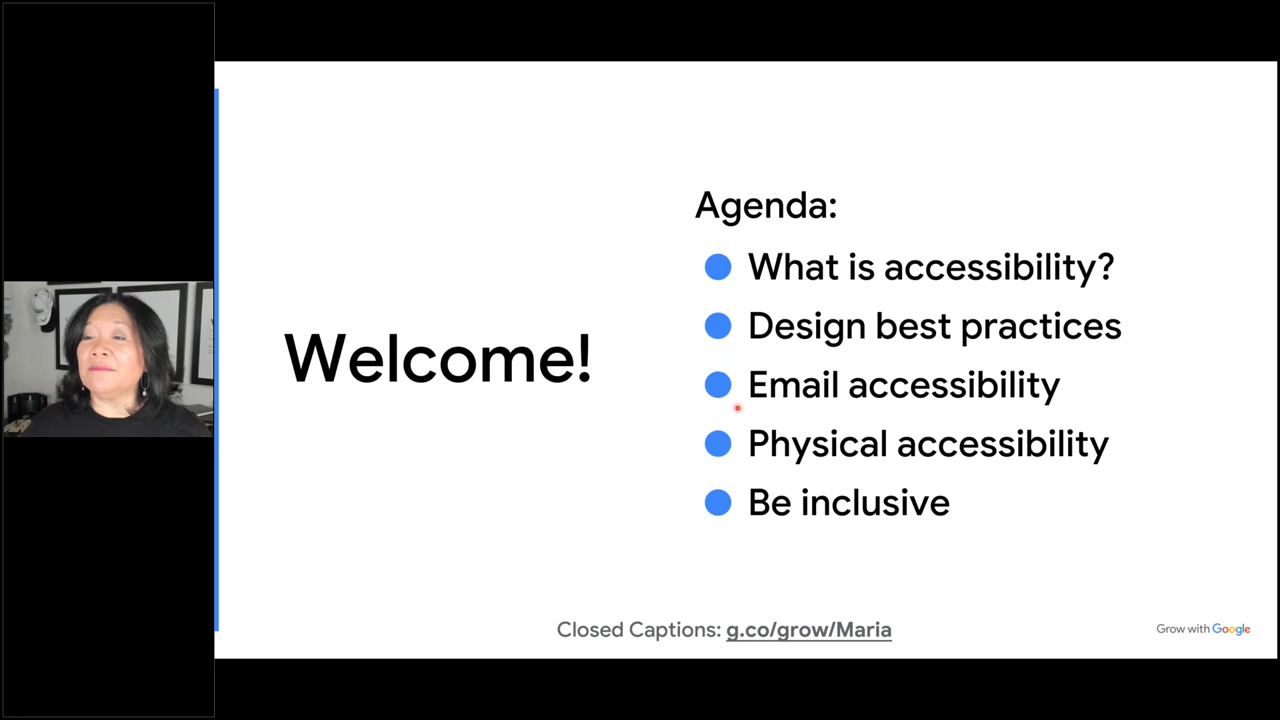 Welcome!
Agenda:
What is accessibility?
Design best practices
Email accessibility
Physical accessibility
Be inclusive
Closed Captions: g.co/grow/Maria
Grow with Google